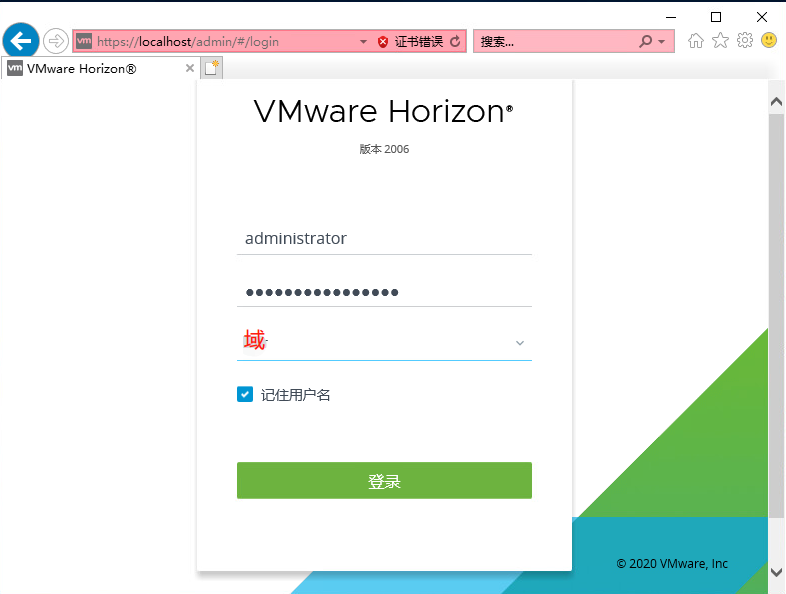 https://localhost/admin/#/login
证书错误
搜索...
vm VMware Horizon®
VMware Horizon®
版本 2006
administrator
域
记住用户名
登录
© 2020 VMware, Inc